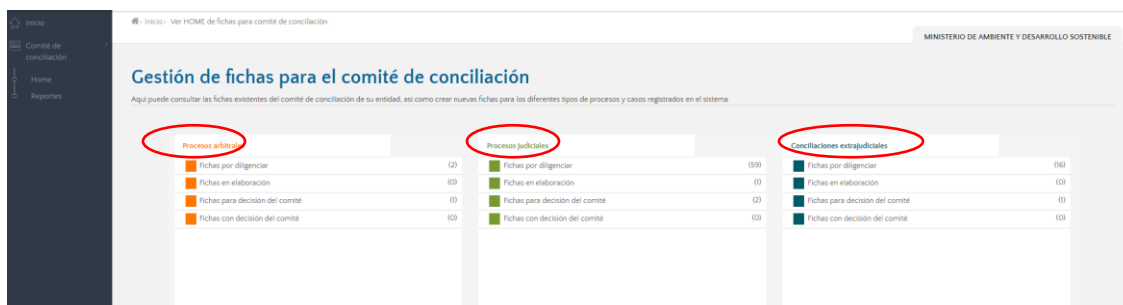 Inicio
Comité de
conciliación
Home
Reportes
Inicio › Ver HOME de fichas para comité de conciliación
MINISTERIO DE AMBIENTE Y DESARROLLO SOSTENIBLE
Gestión de fichas para el comité de conciliación
Aquí puede consultar las fichas existentes del comité de conciliación de su entidad, así como crear nuevas fichas para los diferentes tipos de procesos y casos registrados en el sistema
Procesos arbitrales
Fichas por diligenciar (2)
Fichas en elaboración (0)
Fichas para decisión del comité (1)
Fichas con decisión del comité (0)
Procesos judiciales
Fichas por diligenciar (59)
Fichas en elaboración (1)
Fichas para decisión del comité (2)
Fichas con decisión del comité (0)
Conciliaciones extrajudiciales
Fichas por diligenciar (16)
Fichas en elaboración (0)
Fichas para decisión del comité (1)
Fichas con decisión del comité (0)